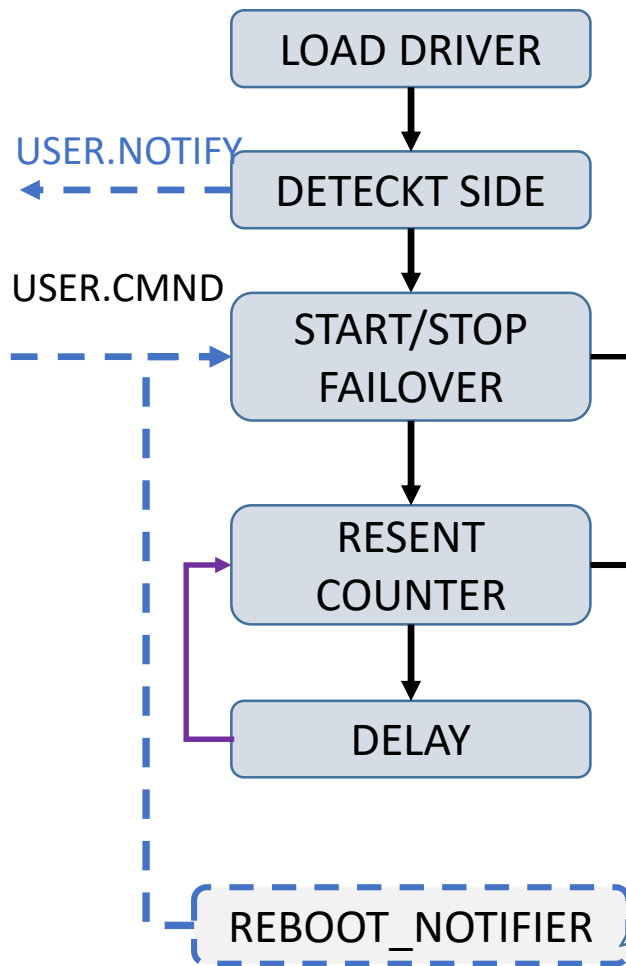 LOAD DRIVER
USER.NOTIFY
DETECKT SIDE
USER.CMND
START/STOP
FAILOVER
RESENT
COUNTER
DELAY
REBOOT_NOTIFIER